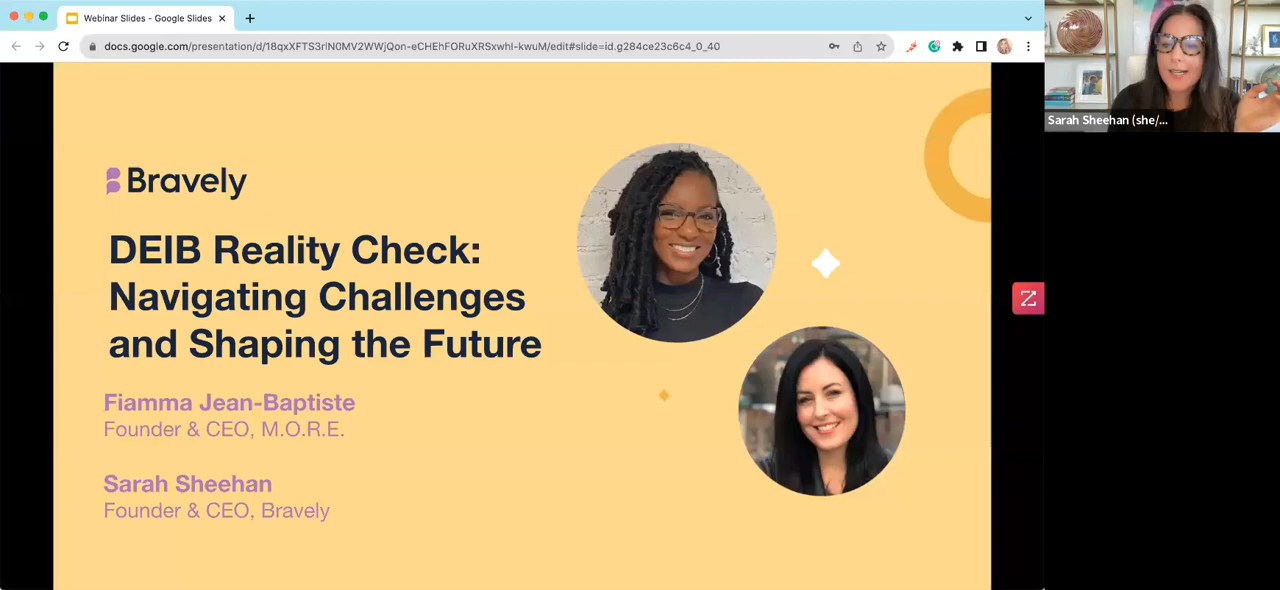 Webinar Slides - Google Slides
docs.google.com/presentation/d/18qxXFTS3rlN0MV2WWjQon-eCHEhFORuXRSxwhI-kwuM/edit#slide=id.g284ce23c6c4_0_40
Sarah Sheehan (she/...
Bravely
DEIB Reality Check:
Navigating Challenges
and Shaping the Future
Fiamma Jean-Baptiste
Founder & CEO, M.O.R.E.
Sarah Sheehan
Founder & CEO, Bravely